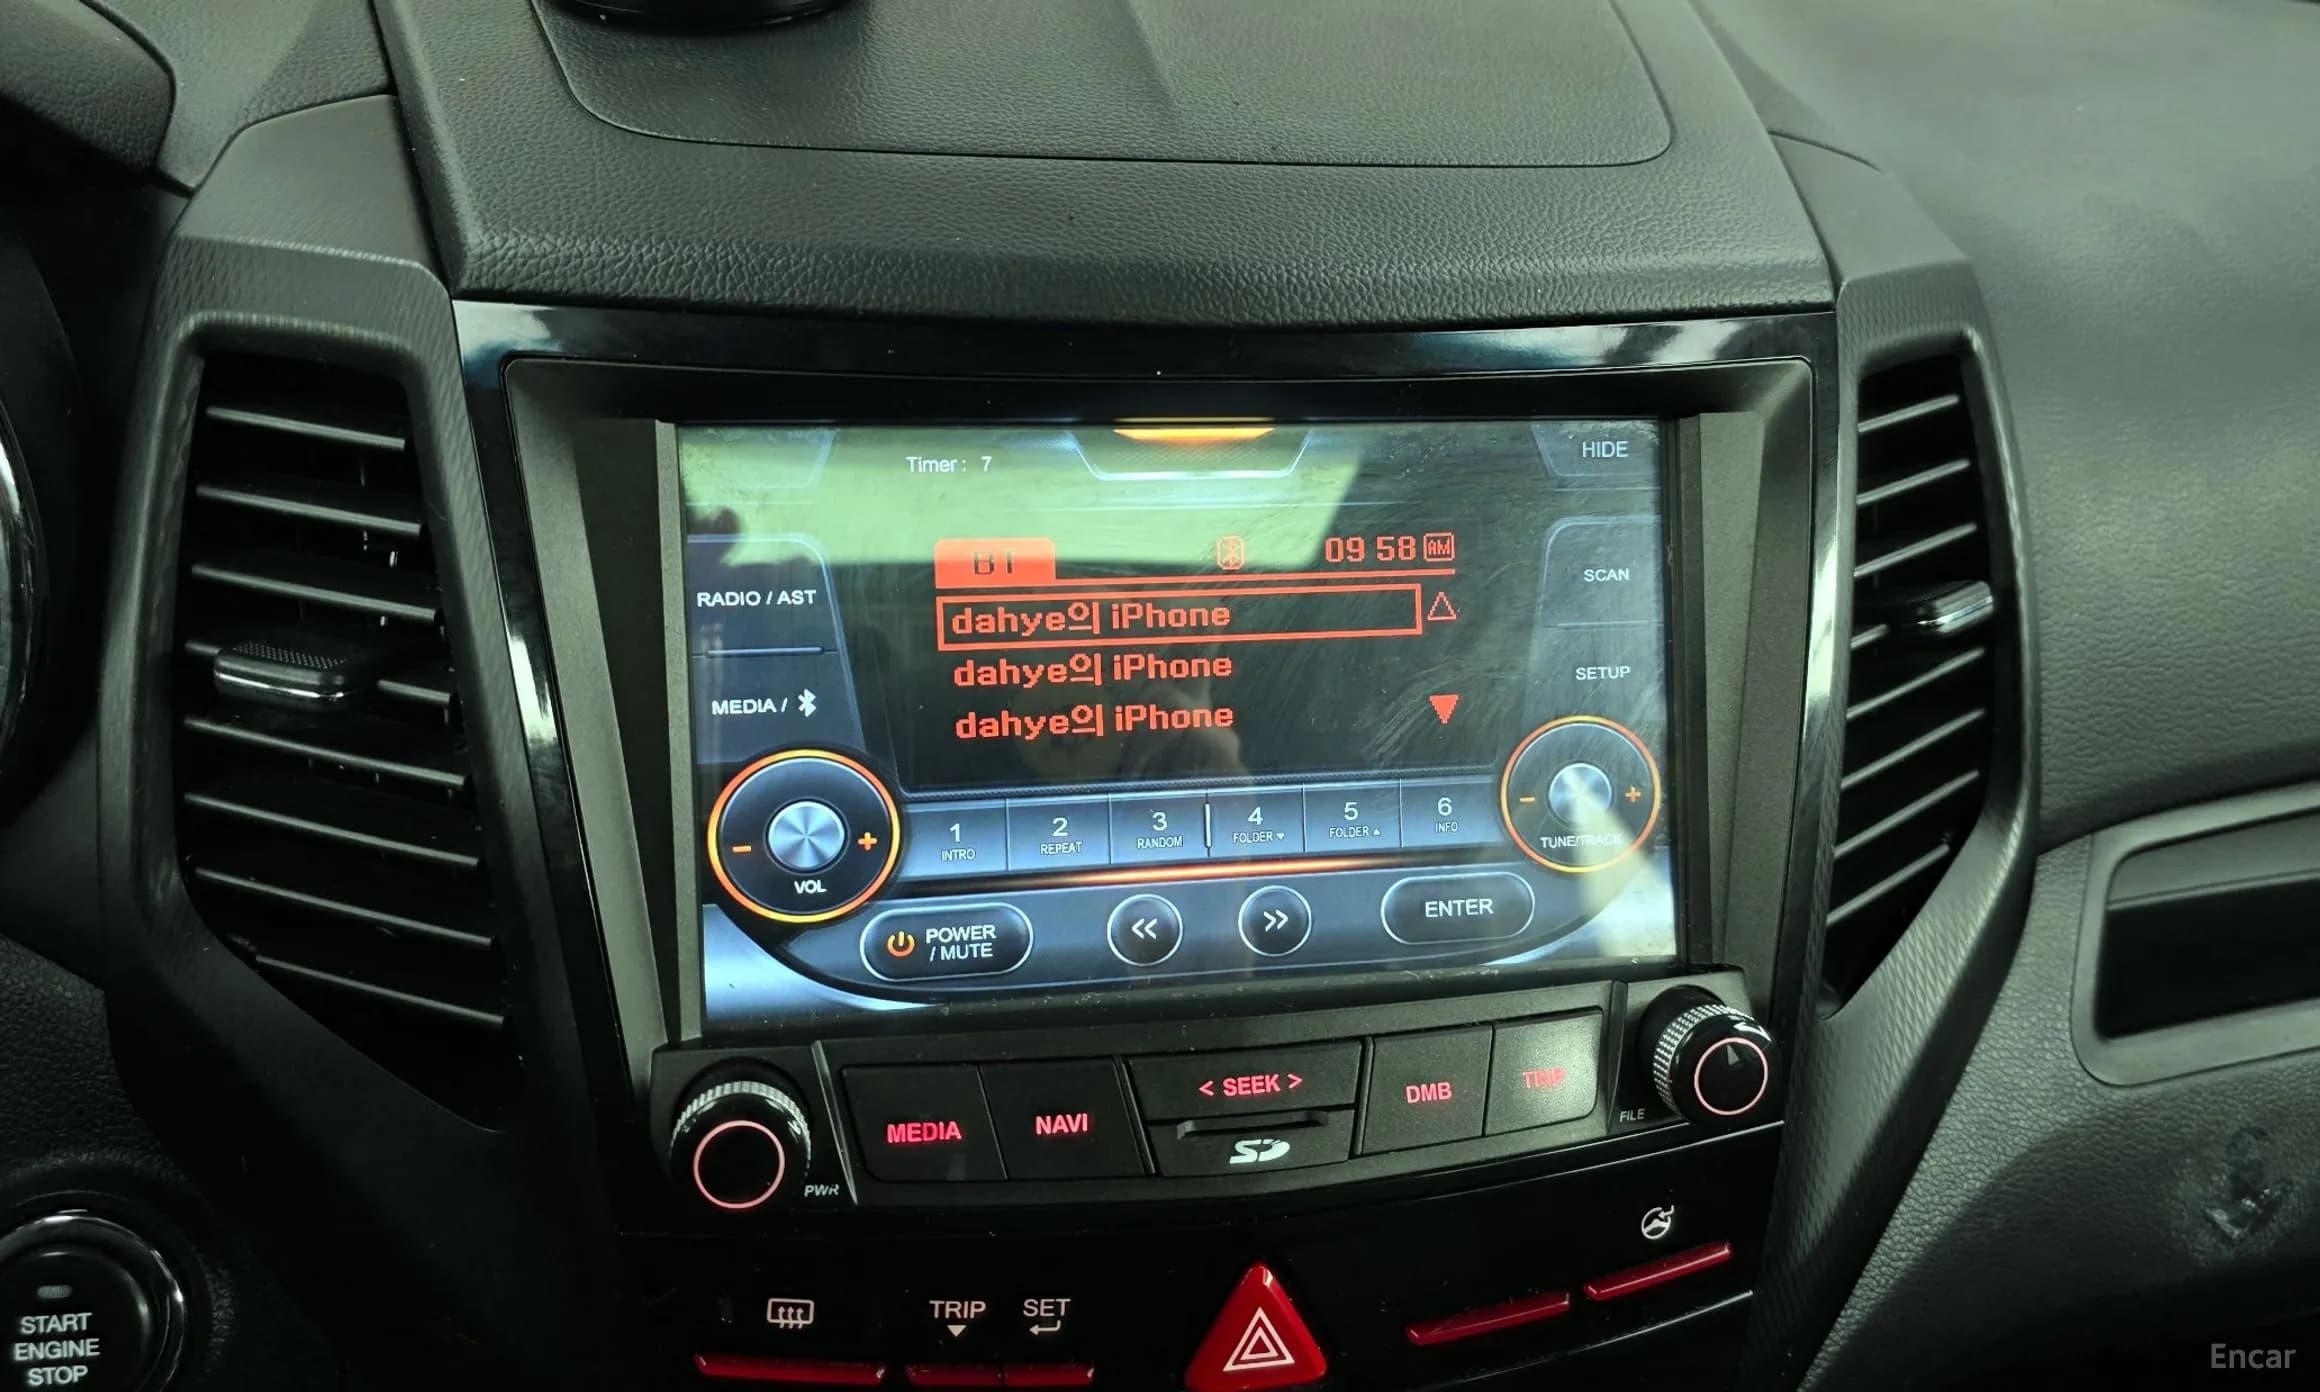 Timer : 7
HIDE
BT
09 58 AM
RADIO / AST
SCAN
dahye의 iPhone
dahye의 iPhone
dahye의 iPhone
SETUP
MEDIA /
VOL
1
INTRO
2
REPEAT
3
RANDOM
4
FOLDER ▼
5
FOLDER ▲
6
INFO
TUNE/TRACK
POWER
/ MUTE
<<
>>
ENTER
MEDIA
NAVI
< SEEK >
SD
DMB
TRIP
FILE
PWR
TRIP
SET
START
ENGINE
STOP
Encar